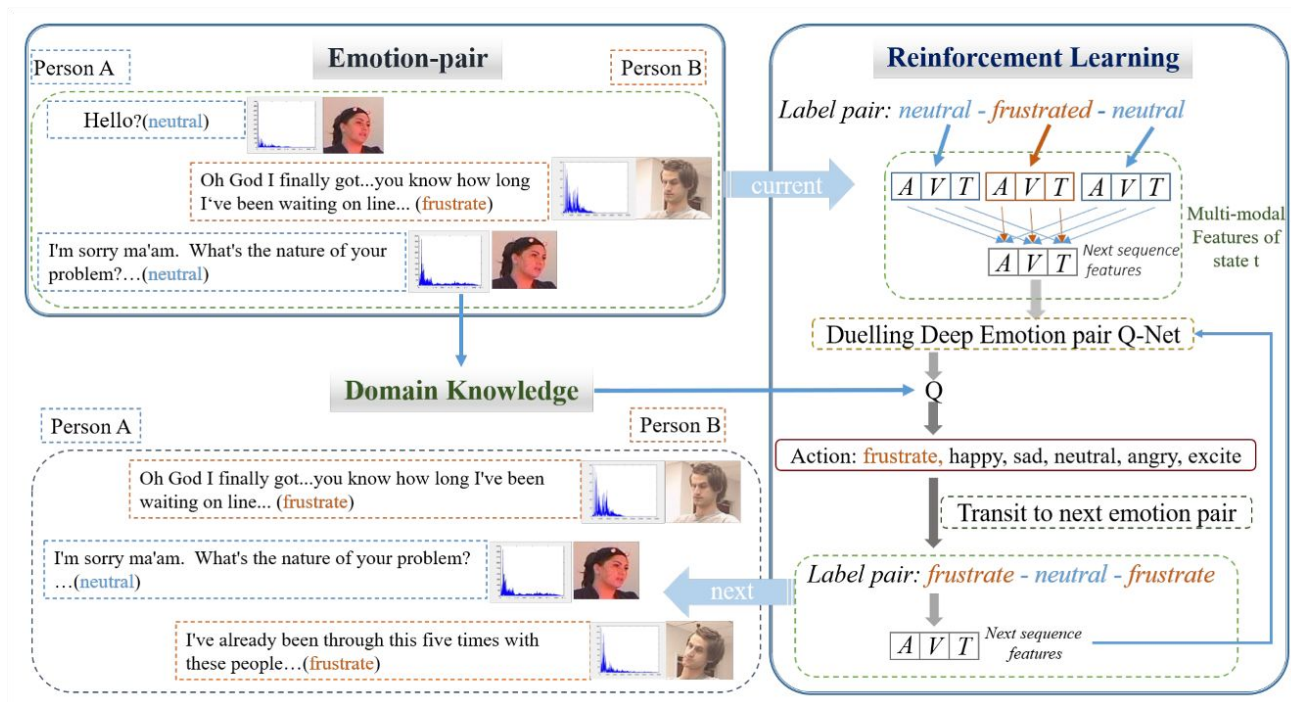 Emotion-pair
Person A
Person B
Hello?(neutral)
Oh God I finally got...you know how long
I‘ve been waiting on line... (frustrate)
I'm sorry ma'am.  What's the nature of your
problem?…(neutral)
Domain Knowledge
Person A
Person B
Oh God I finally got...you know how long I've been
waiting on line... (frustrate)
I'm sorry ma'am.  What's the nature of your problem?
…(neutral)
I've already been through this five times with
these people…(frustrate)
current
next
Reinforcement Learning
Label pair: neutral - frustrated - neutral
A V T A V T A V T
A V T
Next sequence
features
Multi-modal
Features of
state t
Duelling Deep Emotion pair Q-Net
Q
Action: frustrate, happy, sad, neutral, angry, excite
Transit to next emotion pair
Label pair: frustrate - neutral - frustrate
A V T
Next sequence
features